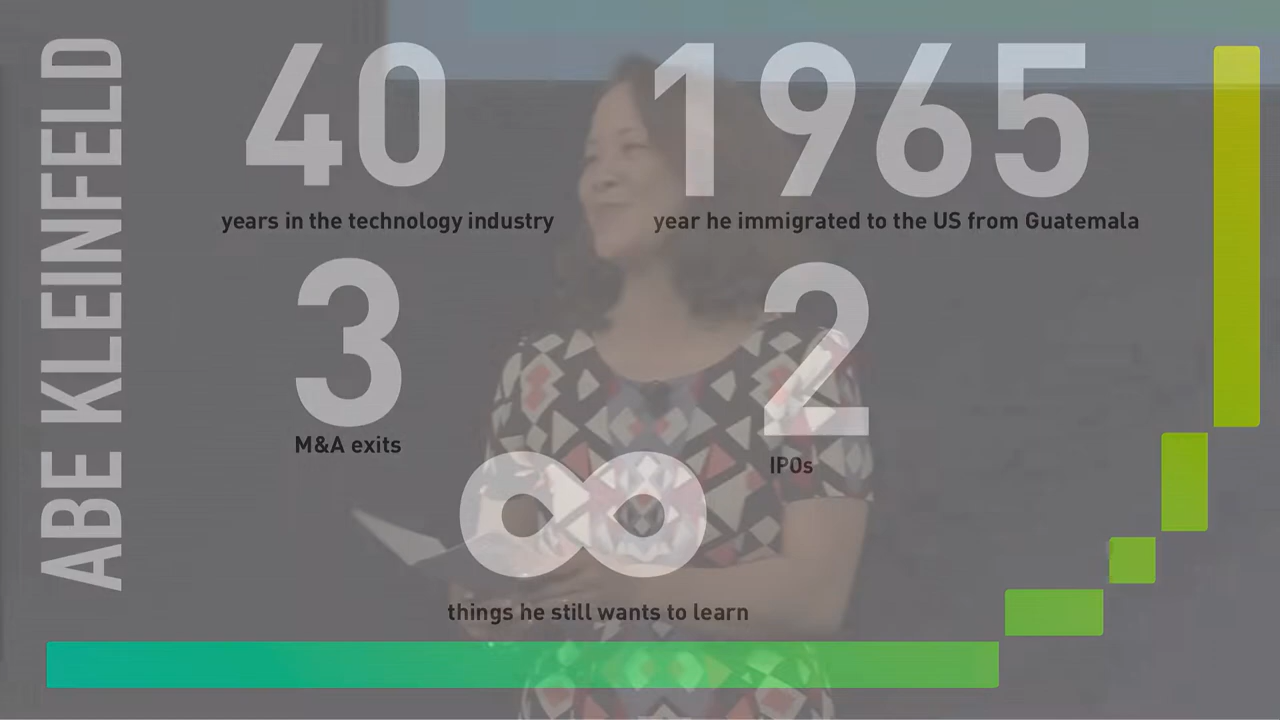 ABE KLEINFELD
40
years in the technology industry
1965
year he immigrated to the US from Guatemala
3
M&A exits
2
IPOs
∞
things he still wants to learn